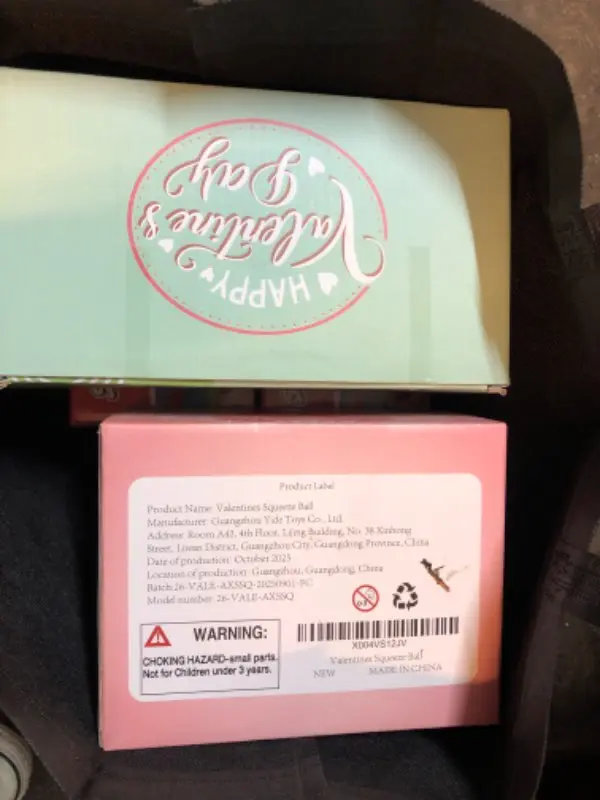 HAPPY
Valentine's
Day
Product Label
Product Name: Valentines Squeeze Ball
Manufacturer: Guangzhou Yide Toys Co., Ltd.
Address: Room A43, 4th Floor, Building, No. 38 Xinhong
Street, Liwan District, Guangzhou City, Guangdong Province, China
Date of production: October 2025
Location of production: Guangzhou, Guangdong, China
Batch:26-VALE-AXSSQ-20250901-PC
Model number: 26-VALE-AXSSQ
WARNING:
CHOKING HAZARD-small parts.
Not for Children under 3 years.
X004VS12JV
Valentines Squeeze Ball
NEW MADE IN CHINA